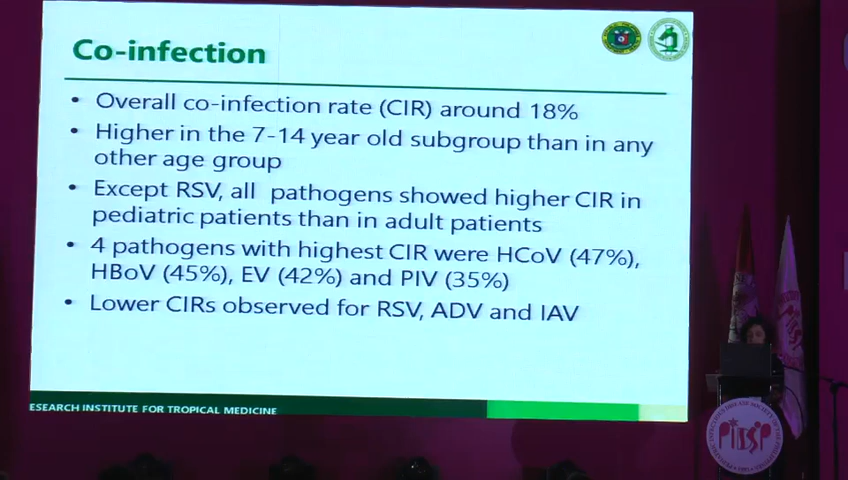 Co-infection
• Overall co-infection rate (CIR) around 18%
• Higher in the 7-14 year old subgroup than in any
other age group
• Except RSV, all pathogens showed higher CIR in
pediatric patients than in adult patients
• 4 pathogens with highest CIR were HCoV (47%),
HBoV (45%), EV (42%) and PIV (35%)
• Lower CIRs observed for RSV, ADV and IAV
ESEARCH INSTITUTE FOR TROPICAL MEDICINE